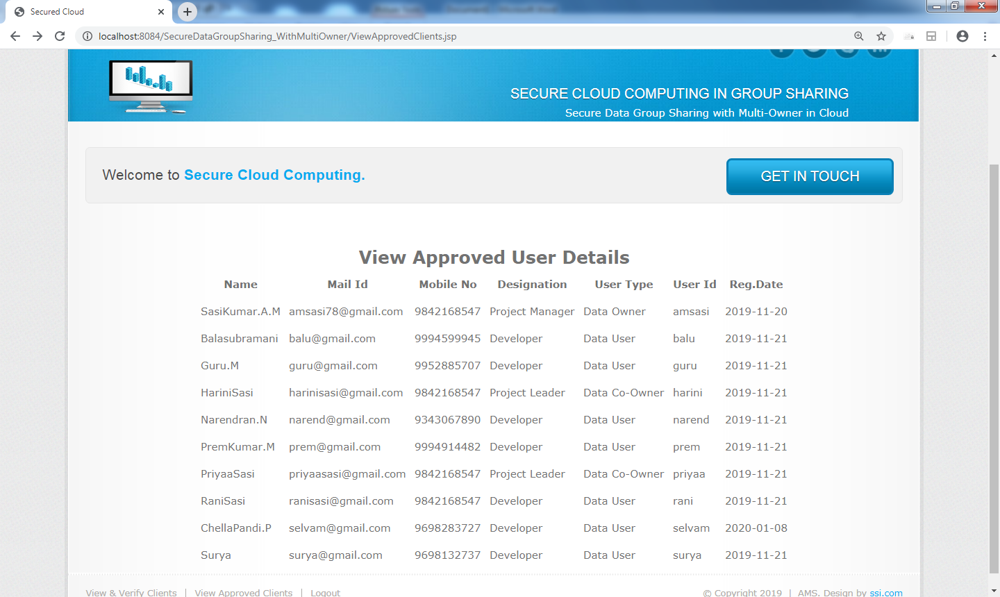 Secured Cloud
localhost:8084/SecureDataGroupSharing_WithMultiOwner/ViewApprovedClients.jsp
SECURE CLOUD COMPUTING IN GROUP SHARING
Secure Data Group Sharing with Multi-Owner in Cloud
Welcome to Secure Cloud Computing.
GET IN TOUCH
View Approved User Details
Name Mail Id Mobile No Designation User Type User Id Reg.Date
SasiKumar.A.M amsasi78@gmail.com 9842168547 Project Manager Data Owner amsasi 2019-11-20
Balasubramani balu@gmail.com 9994599945 Developer Data User balu 2019-11-21
Guru.M guru@gmail.com 9952885707 Developer Data User guru 2019-11-21
HariniSasi harinisasi@gmail.com 9842168547 Project Leader Data Co-Owner harini 2019-11-21
Narendran.N narend@gmail.com 9343067890 Developer Data User narend 2019-11-21
PremKumar.M prem@gmail.com 9994914482 Developer Data User prem 2019-11-21
PriyaaSasi priyaasasi@gmail.com 9842168547 Project Leader Data Co-Owner priyaa 2019-11-21
RaniSasi ranisasi@gmail.com 9842168547 Developer Data User rani 2019-11-21
ChellaPandi.P selvam@gmail.com 9698283727 Developer Data User selvam 2020-01-08
Surya surya@gmail.com 9698132737 Developer Data User surya 2019-11-21
View & Verify Clients | View Approved Clients | Logout
© Copyright 2019 | AMS. Design by ssi.com